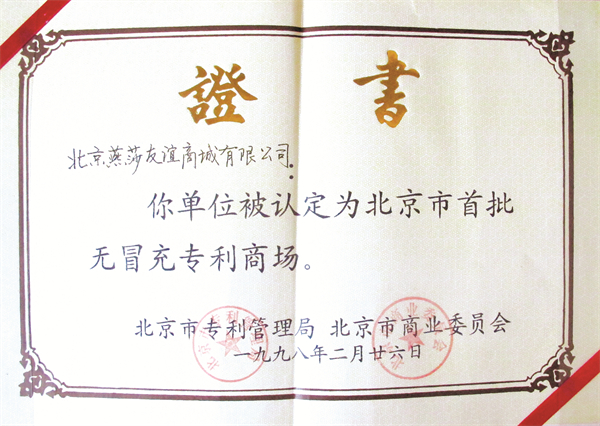 證書
北京燕莎友谊商城有限公司:
你单位被认定为北京市首批
无冒充专利商场。
北京市专利管理局 北京市商业委员会
一九九八年二月廿六日